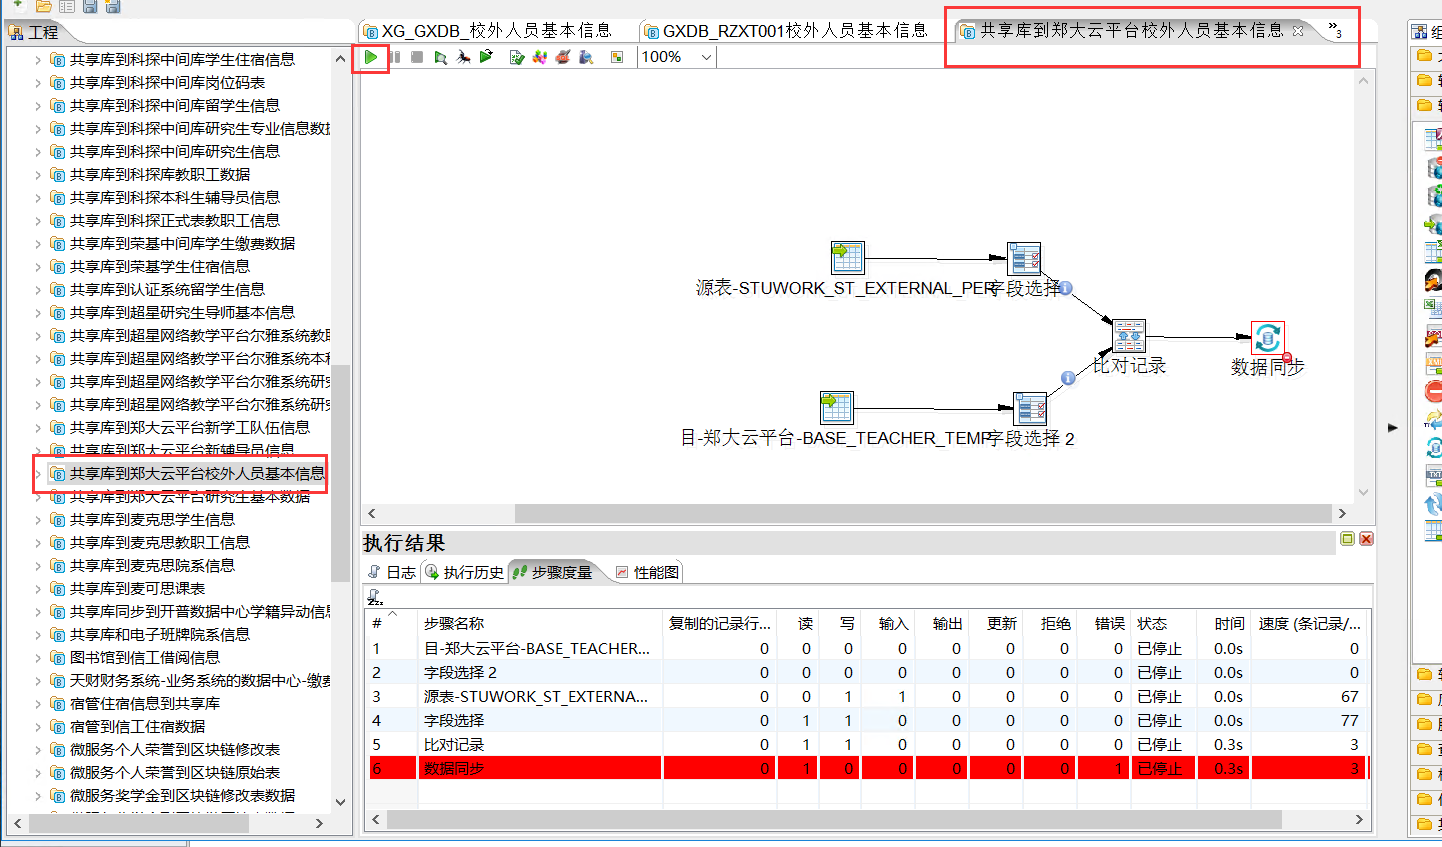 工程
共享库到科探中间库学生住宿信息
共享库到科探中间库岗位码表
共享库到科探中间库留学生信息
共享库到科探中间库研究生专业信息数据
共享库到科探中间库研究生信息
共享库到科探库教职工数据
共享库到科探本科生辅导员信息
共享库到科探正式表教职工信息
共享库到荣基中间库学生缴费数据
共享库到荣基学生住宿信息
共享库到认证系统留学生信息
共享库到超星研究生导师基本信息
共享库到超星网络教学平台尔雅系统教职
共享库到超星网络教学平台尔雅系统本科
共享库到超星网络教学平台尔雅系统研究
共享库到超星网络教学平台尔雅系统研究
共享库到郑大云平台新学工队伍信息
共享库到郑大云平台新辅导员信息
共享库到郑大云平台校外人员基本信息
共享库到郑大云平台研究生基本数据
共享库到麦克思学生信息
共享库到麦克思教职工信息
共享库到麦克思院系信息
共享库到麦可思课表
共享库同步到开普数据中心学籍异动信息
共享库和电子班牌院系信息
图书馆到信工借阅信息
天财财务系统-业务系统的数据中心-缴费
宿管住宿信息到共享库
宿管到信工住宿数据
微服务个人荣誉到区块链修改表
微服务个人荣誉到区块链原始表
微服务奖学金到区块链修改表数据
XG_GXDB_校外人员基本信息 GXDB_RZXT001校外人员基本信息 共享库到郑大云平台校外人员基本信息 » 3
100%
源表-STUWORK_ST_EXTERNAL_PER 字段选择
比对记录 数据同步
目-郑大云平台-BASE_TEACHER_TEMP 字段选择 2
执行结果
日志 执行历史 步骤度量 性能图
# 步骤名称 复制的记录行... 读 写 输入 输出 更新 拒绝 错误 状态 时间 速度 (条记录/...
1 目-郑大云平台-BASE_TEACHER... 0 0 0 0 0 0 0 0 已停止 0.0s 0
2 字段选择 2 0 0 0 0 0 0 0 0 已停止 0.0s 0
3 源表-STUWORK_ST_EXTERNA... 0 0 1 1 0 0 0 0 已停止 0.0s 67
4 字段选择 0 1 1 0 0 0 0 0 已停止 0.0s 77
5 比对记录 0 1 1 0 0 0 0 0 已停止 0.3s 3
6 数据同步 0 1 0 0 0 0 0 1 已停止 0.3s 3